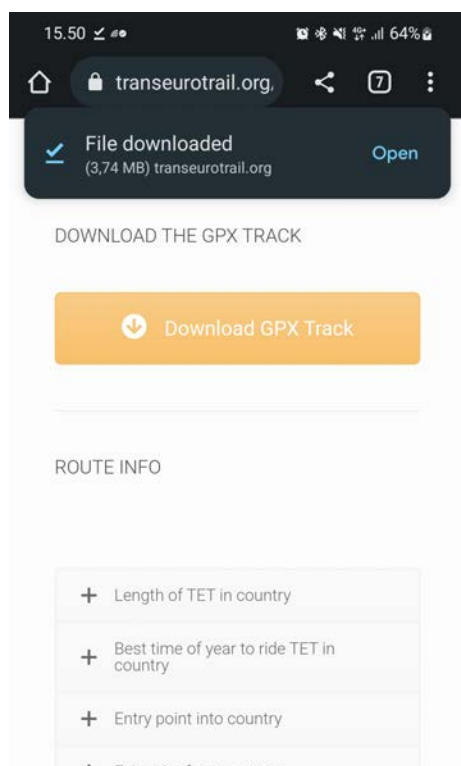 15.50
64%
transeurotrail.org
7
File downloaded
Open
(3,74 MB) transeurotrail.org
DOWNLOAD THE GPX TRACK
Download GPX Track
ROUTE INFO
+ Length of TET in country
+ Best time of year to ride TET in
country
+ Entry point into country